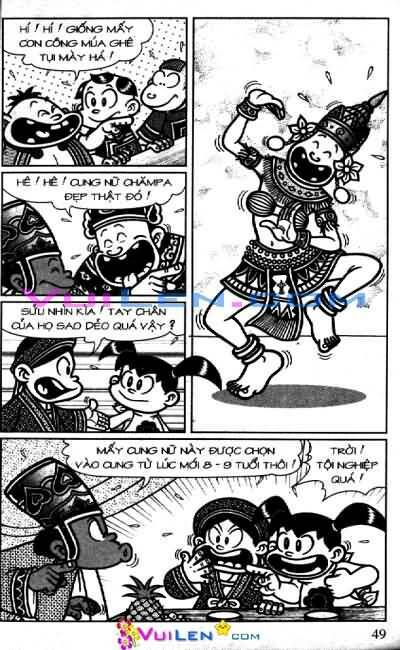 HÍ! HÍ! GIỐNG MẤY
CON CÔNG MÚA GHÊ
TỤI MÀY HÁ!
HÊ! HÊ! CUNG NỮ CHĂMPA
ĐẸP THẬT ĐÓ!
SỬU NHÌN KÌA! TAY CHÂN
CỦA HỌ SAO DẺO QUÁ VẬY?
MẤY CUNG NỮ NÀY ĐƯỢC CHỌN
VÀO CUNG TỪ LÚC MỚI 8 - 9 TUỔI THÔI!
TRỜI!
TỘI NGHIỆP
QUÁ!
VUILEN.COM
49
VUILEN.COM